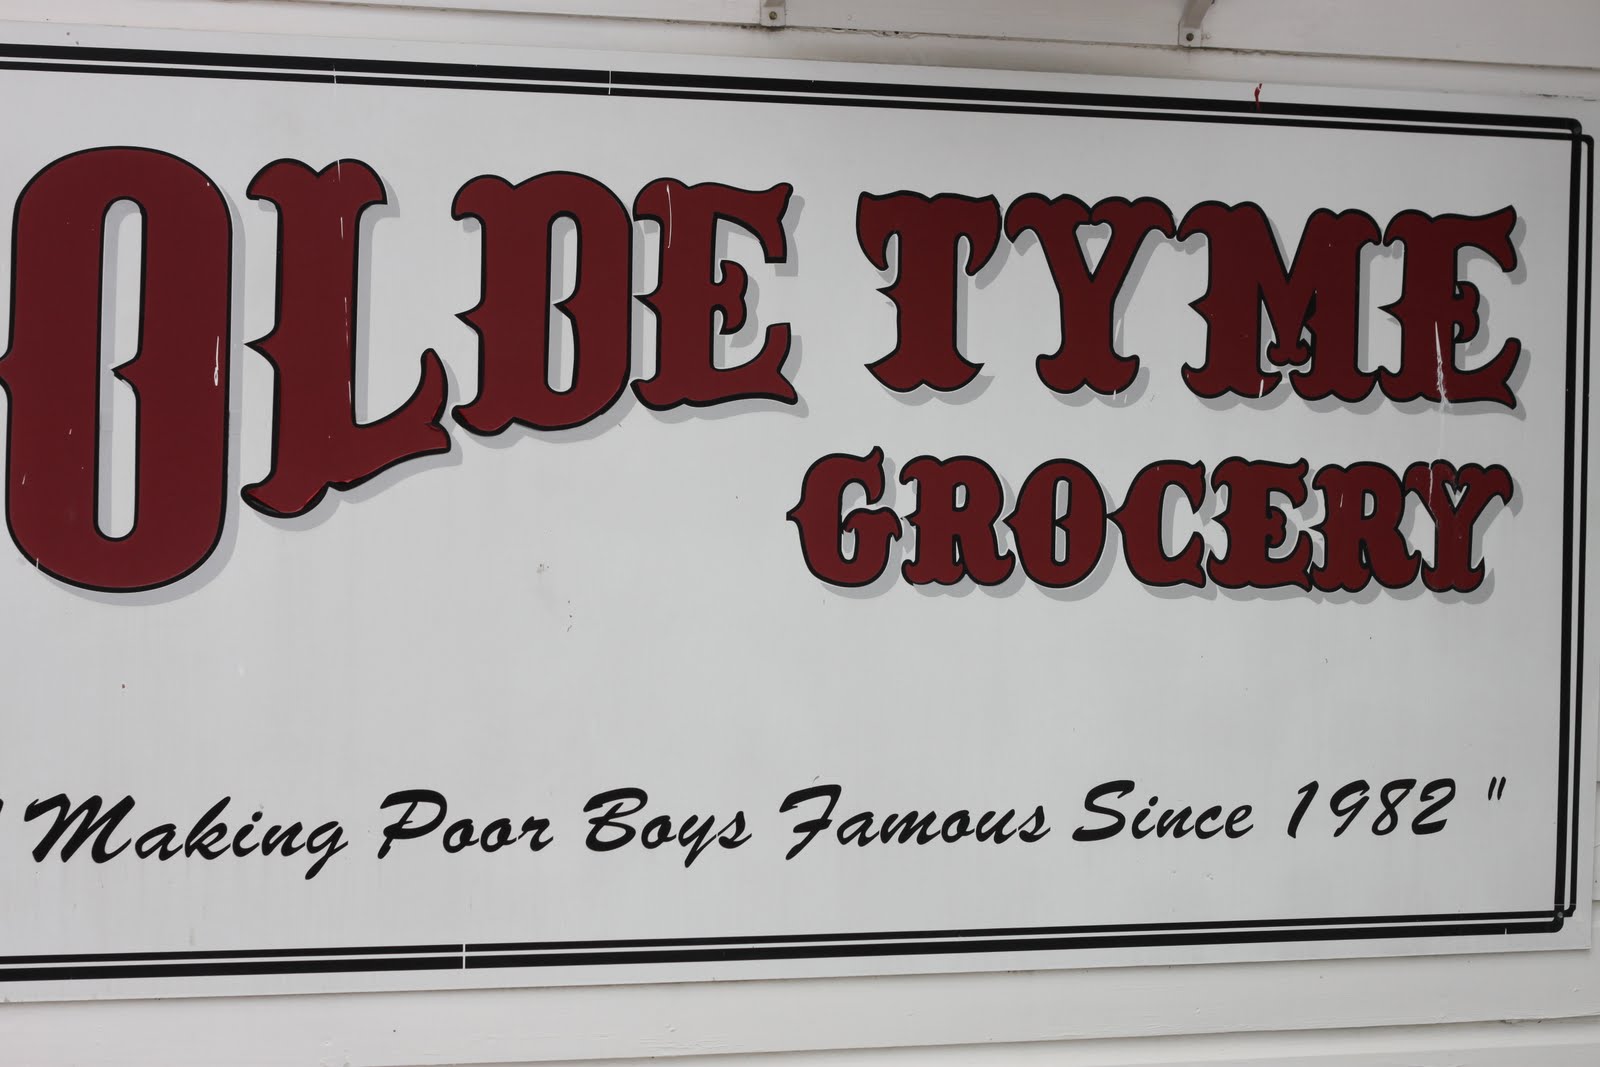 OLDE TYME
GROCERY
" Making Poor Boys Famous Since 1982 "